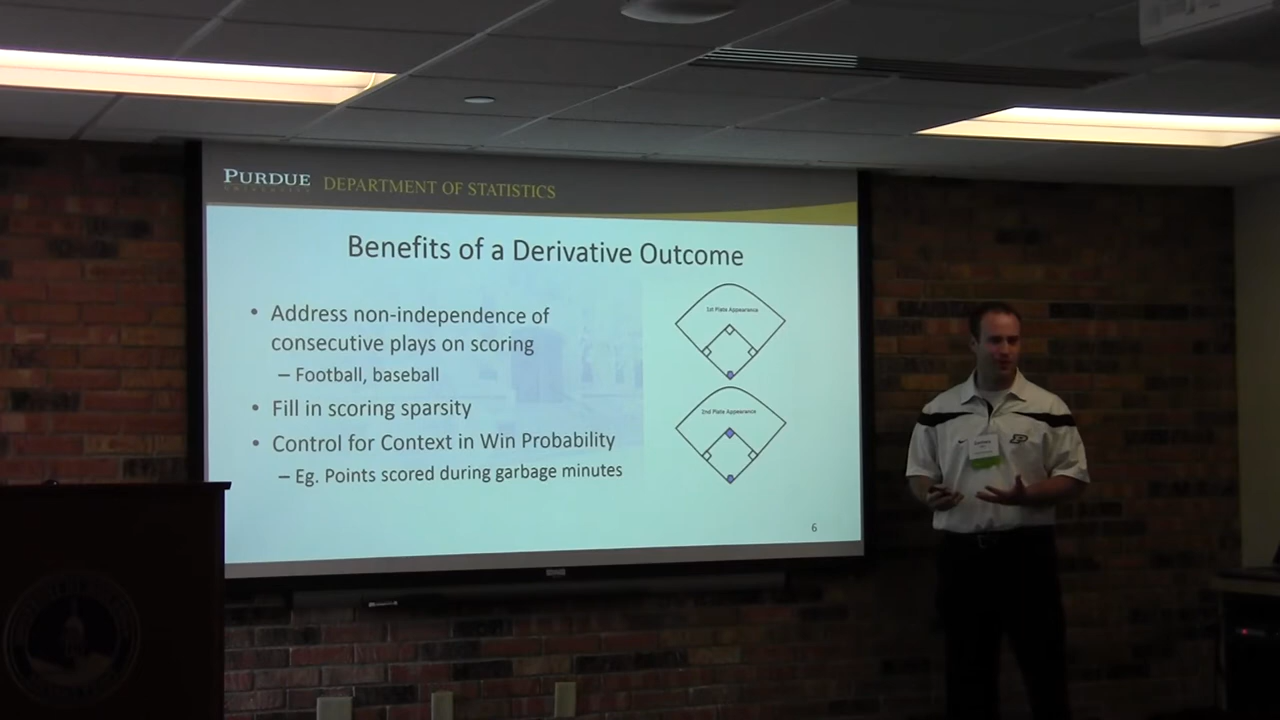 PURDUE DEPARTMENT OF STATISTICS
UNIVERSITY
Benefits of a Derivative Outcome
• Address non-independence of
consecutive plays on scoring
– Football, baseball
• Fill in scoring sparsity
• Control for Context in Win Probability
– Eg. Points scored during garbage minutes
1st Plate Appearance
2nd Plate Appearance
6